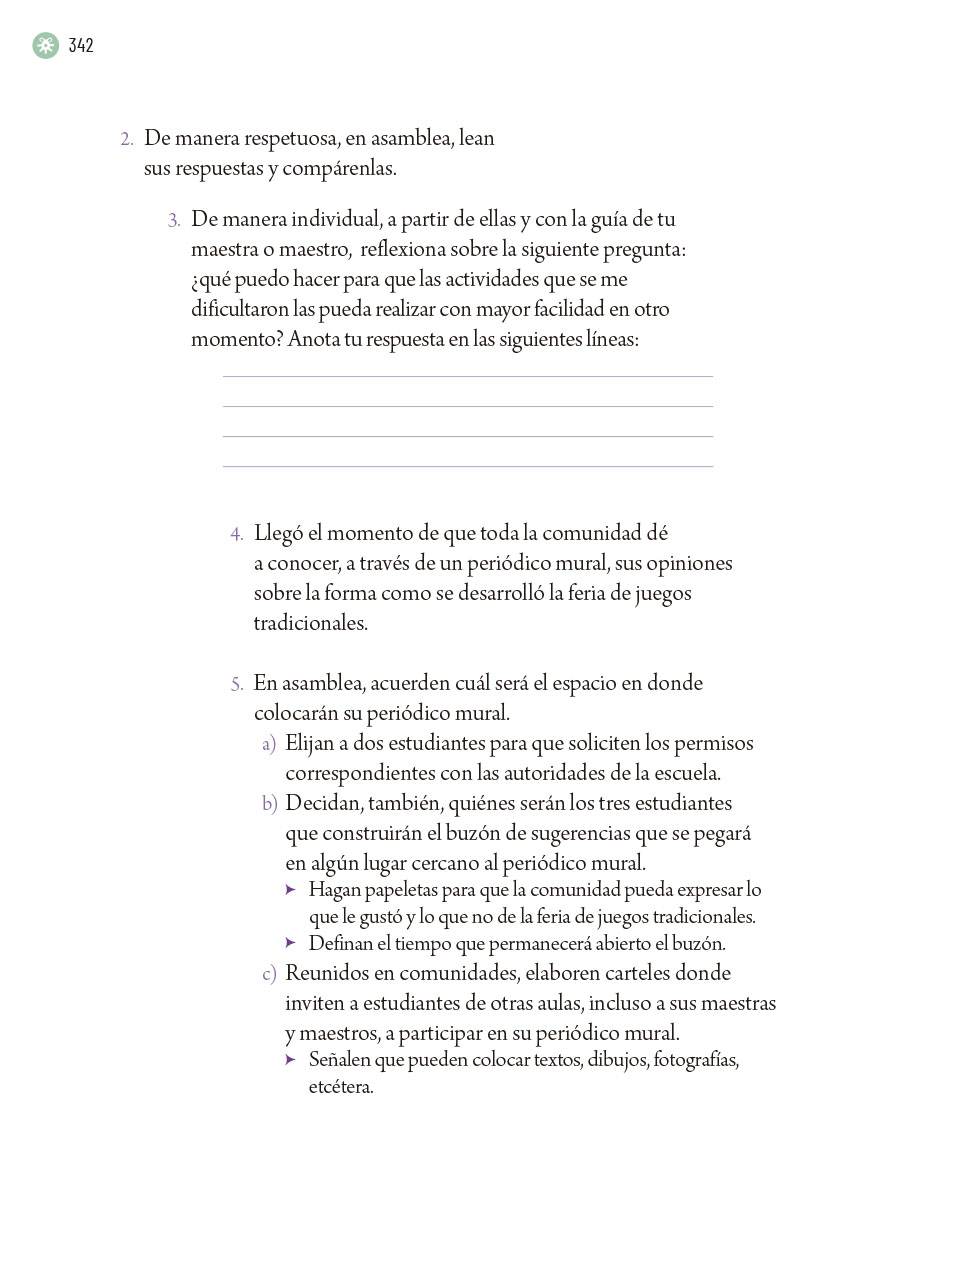 342
2. De manera respetuosa, en asamblea, lean
sus respuestas y compárenlas.
3. De manera individual, a partir de ellas y con la guía de tu
maestra o maestro, reflexiona sobre la siguiente pregunta:
¿qué puedo hacer para que las actividades que se me
dificultaron las pueda realizar con mayor facilidad en otro
momento? Anota tu respuesta en las siguientes líneas:
4. Llegó el momento de que toda la comunidad dé
a conocer, a través de un periódico mural, sus opiniones
sobre la forma como se desarrolló la feria de juegos
tradicionales.
5. En asamblea, acuerden cuál será el espacio en donde
colocarán su periódico mural.
a) Elijan a dos estudiantes para que soliciten los permisos
correspondientes con las autoridades de la escuela.
b) Decidan, también, quiénes serán los tres estudiantes
que construirán el buzón de sugerencias que se pegará
en algún lugar cercano al periódico mural.
➤ Hagan papeletas para que la comunidad pueda expresar lo
que le gustó y lo que no de la feria de juegos tradicionales.
➤ Definan el tiempo que permanecerá abierto el buzón.
c) Reunidos en comunidades, elaboren carteles donde
inviten a estudiantes de otras aulas, incluso a sus maestras
y maestros, a participar en su periódico mural.
➤ Señalen que pueden colocar textos, dibujos, fotografías,
etcétera.